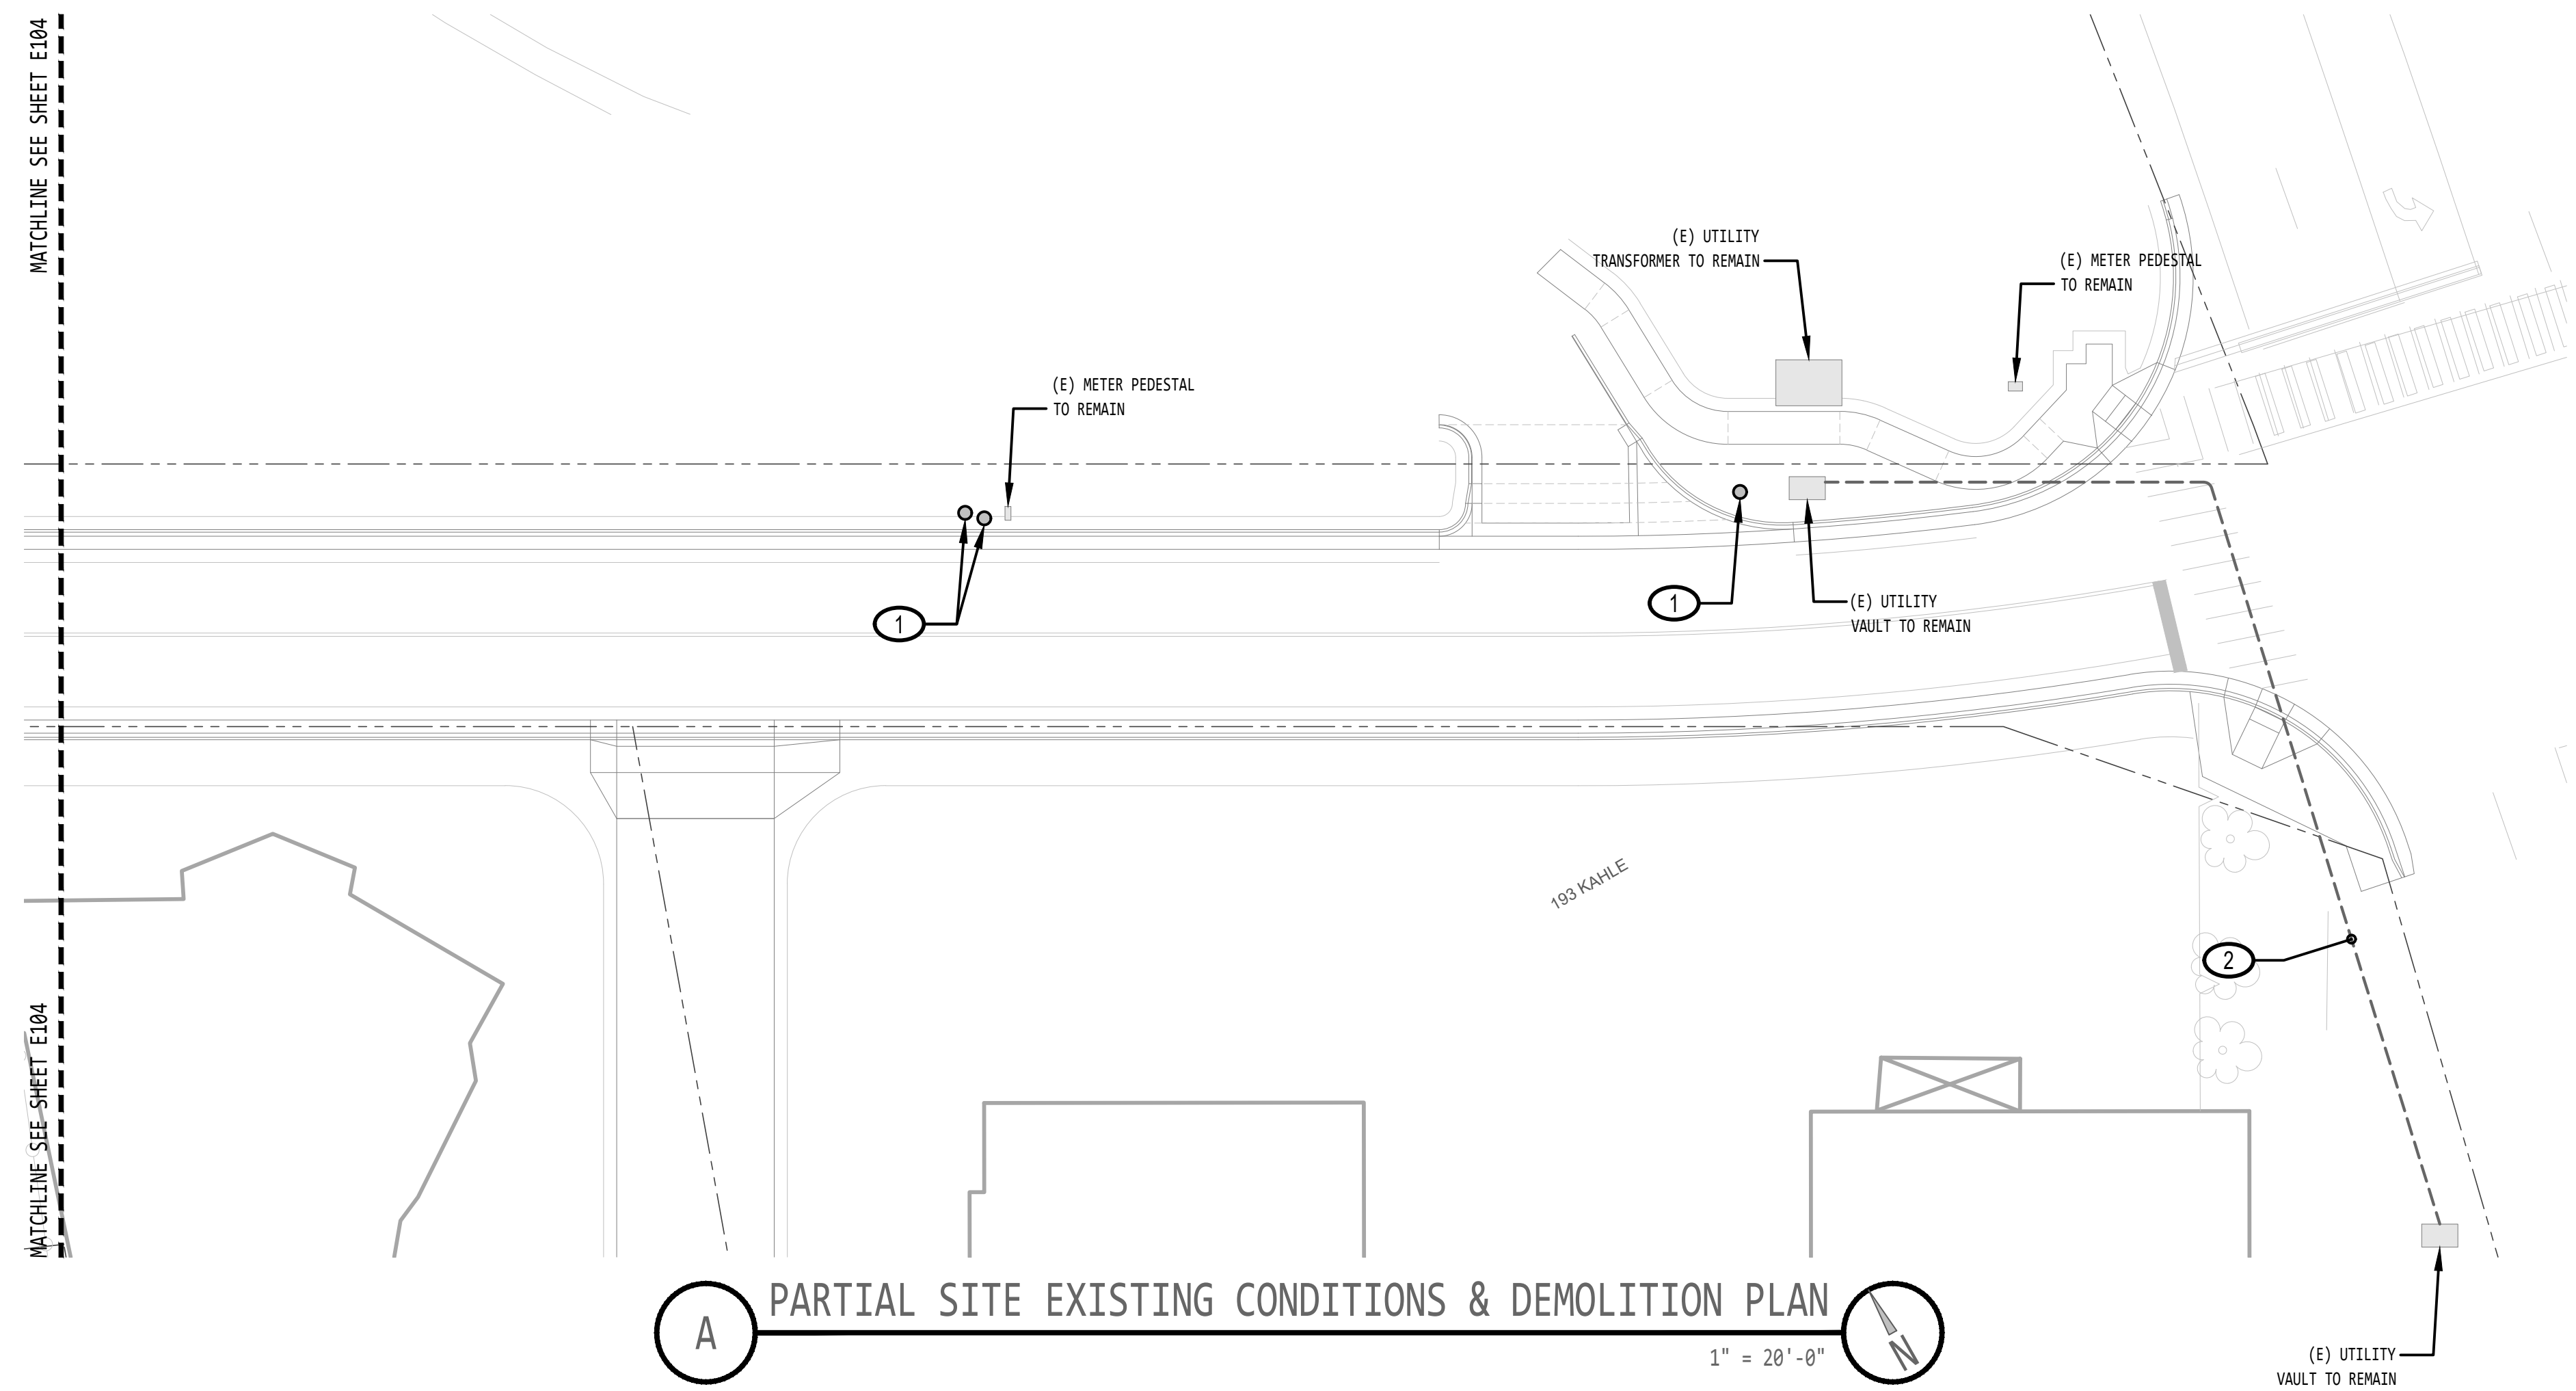 MATCHLINE SEE SHEET E104
(E) UTILITY
TRANSFORMER TO REMAIN
(E) METER PEDESTAL
TO REMAIN
(E) METER PEDESTAL
TO REMAIN
1
1
(E) UTILITY
VAULT TO REMAIN
193 KAHLE
2
MATCHLINE SEE SHEET E104
A
PARTIAL SITE EXISTING CONDITIONS & DEMOLITION PLAN
1" = 20'-0"
N
(E) UTILITY
VAULT TO REMAIN